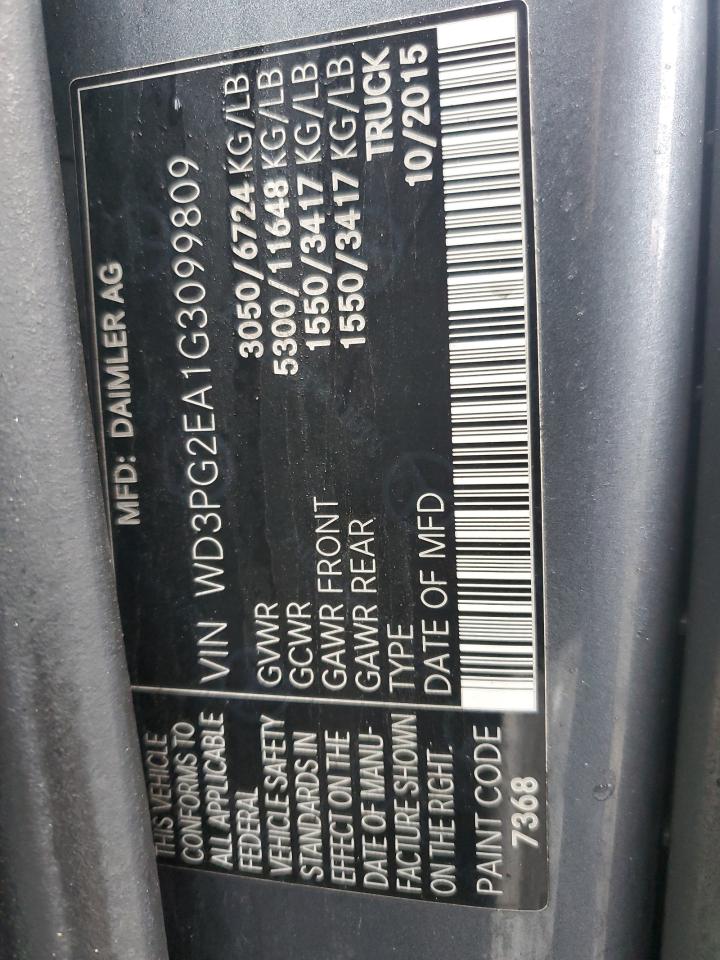 MFD: DAIMLER AG
VIN WD3PG2EA1G3099809
GVWR 3050/6724 KG/LB
GCWR 5300/11648 KG/LB
GAWR FRONT 1550/3417 KG/LB
GAWR REAR 1550/3417 KG/LB
TYPE TRUCK
DATE OF MFD 10/2015
THIS VEHICLE
CONFORMS TO
ALL APPLICABLE
FEDERAL
VEHICLE SAFETY
STANDARDS IN
EFFECT ON THE
DATE OF MANU-
FACTURE SHOWN
ON THE RIGHT.
PAINT CODE
7368